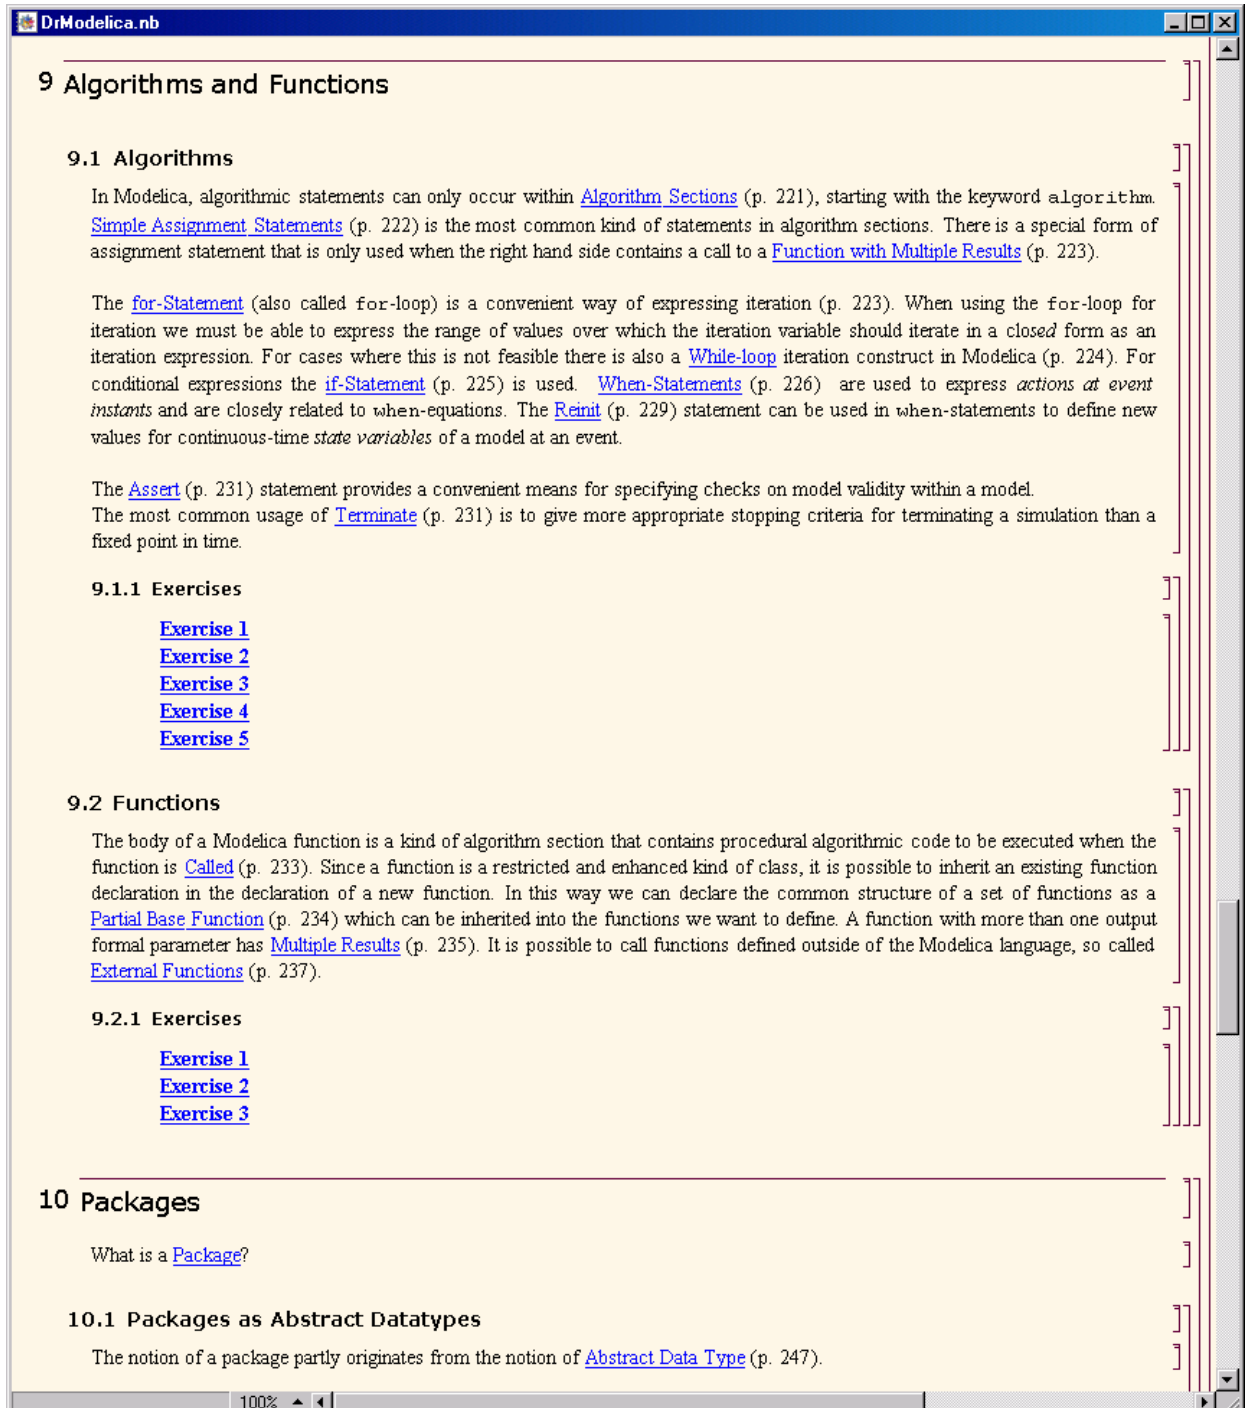 DrModelica.nb
9 Algorithms and Functions
9.1 Algorithms
In Modelica, algorithmic statements can only occur within Algorithm Sections (p. 221), starting with the keyword algorithm.
Simple Assignment Statements (p. 222) is the most common kind of statements in algorithm sections. There is a special form of
assignment statement that is only used when the right hand side contains a call to a Function with Multiple Results (p. 223).
The for-Statement (also called for-loop) is a convenient way of expressing iteration (p. 223). When using the for-loop for
iteration we must be able to express the range of values over which the iteration variable should iterate in a closed form as an
iteration expression. For cases where this is not feasible there is also a While-loop iteration construct in Modelica (p. 224). For
conditional expressions the if-Statement (p. 225) is used. When-Statements (p. 226) are used to express actions at event
instants and are closely related to when-equations. The Reinit (p. 229) statement can be used in when-statements to define new
values for continuous-time state variables of a model at an event.
The Assert (p. 231) statement provides a convenient means for specifying checks on model validity within a model.
The most common usage of Terminate (p. 231) is to give more appropriate stopping criteria for terminating a simulation than a
fixed point in time.
9.1.1 Exercises
Exercise 1
Exercise 2
Exercise 3
Exercise 4
Exercise 5
9.2 Functions
The body of a Modelica function is a kind of algorithm section that contains procedural algorithmic code to be executed when the
function is Called (p. 233). Since a function is a restricted and enhanced kind of class, it is possible to inherit an existing function
declaration in the declaration of a new function. In this way we can declare the common structure of a set of functions as a
Partial Base Function (p. 234) which can be inherited into the functions we want to define. A function with more than one output
formal parameter has Multiple Results (p. 235). It is possible to call functions defined outside of the Modelica language, so called
External Functions (p. 237).
9.2.1 Exercises
Exercise 1
Exercise 2
Exercise 3
10 Packages
What is a Package?
10.1 Packages as Abstract Datatypes
The notion of a package partly originates from the notion of Abstract Data Type (p. 247).
100%